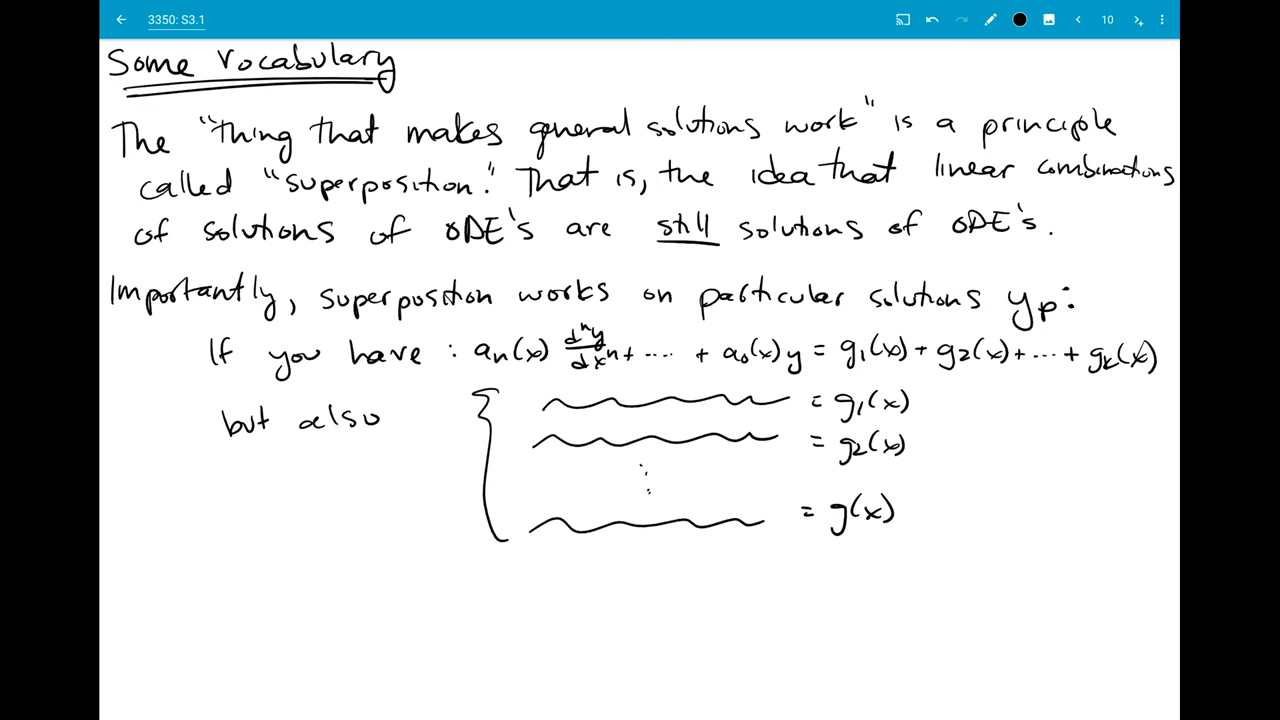 3350: S3.1
10
Some Vocabulary
The "thing that makes general solutions work" is a principle
called "superposition." That is, the idea that linear combinations
of solutions of ODE's are still solutions of ODE's.
Importantly, superposition works on particular solutions yₚ:
If you have : aₙ(x) dⁿy/dxⁿ + .... + a₀(x)y = g₁(x) + g₂(x) + ... + gₖ(x)
but also { = g₁(x)
= g₂(x)
⋮
= g(x)